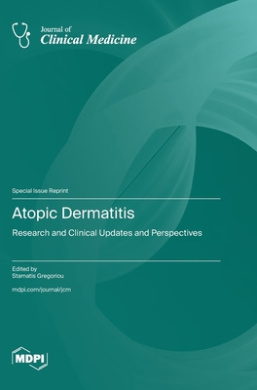 Journal of
Clinical Medicine
Special Issue Reprint
Atopic Dermatitis
Research and Clinical Updates and Perspectives
Edited by
Stamatis Gregoriou
mdpi.com/journal/jcm
MDPI